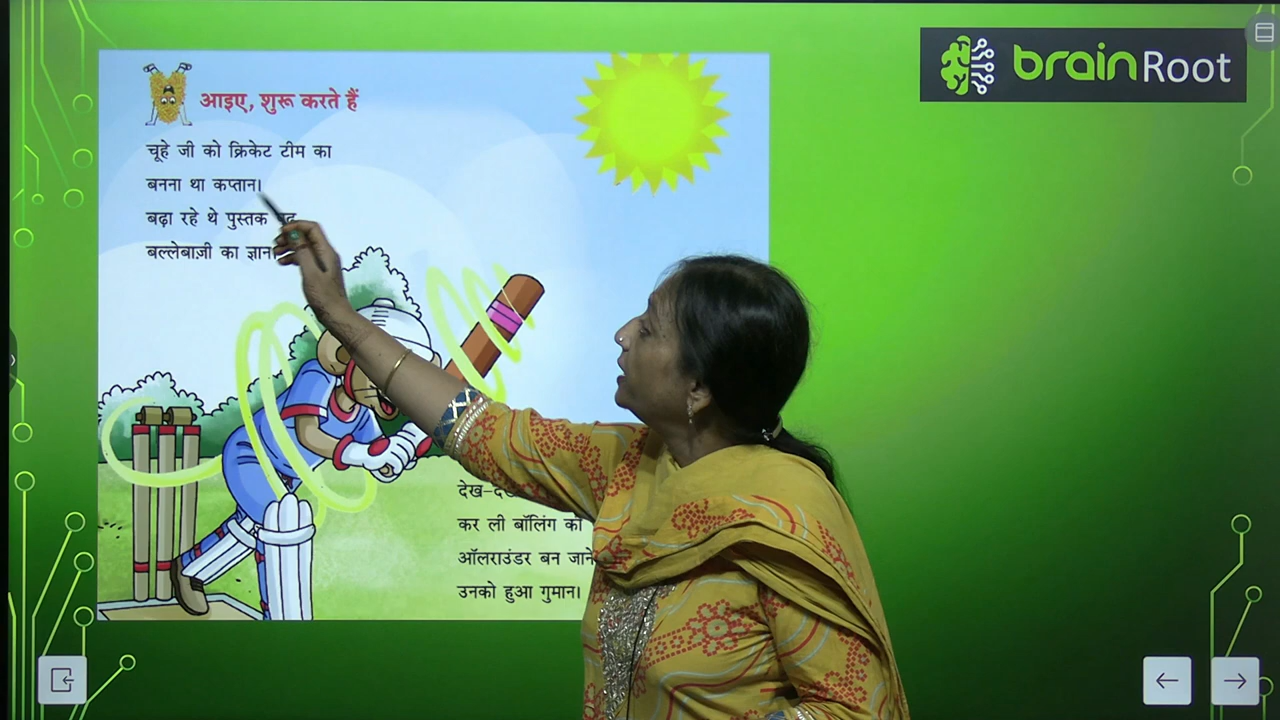 brainRoot
आइए, शुरू करते हैं
चूहे जी को क्रिकेट टीम का
बनना था कप्तान।
बढ़ा रहे थे पुस्तक
बल्लेबाज़ी का ज्ञान
कर ली बॉलिंग की
ऑलराउंडर बन जाने
उनको हुआ गुमान।